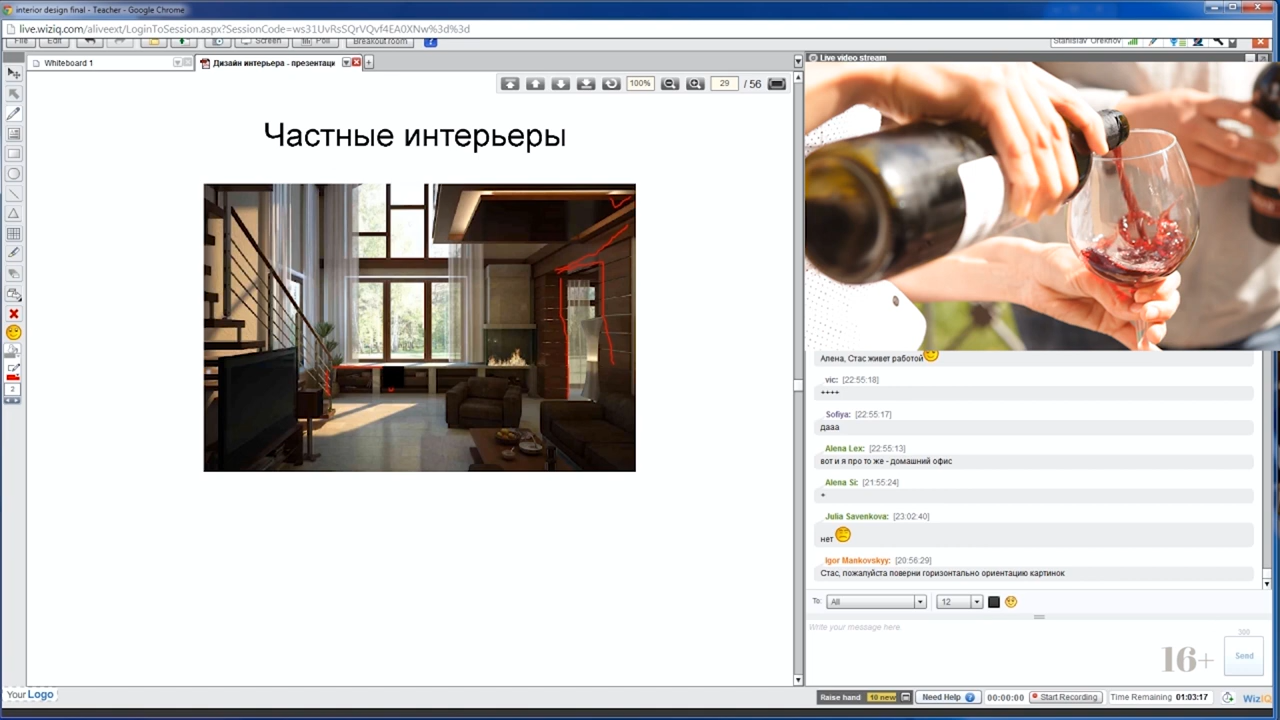 interior design final - Teacher - Google Chrome
live.wiziq.com/aliveext/LoginToSession.aspx?SessionCode=ws31UvRsSQrVQvf4EA0XNw%3d%3d
File Edit Screen Poll Breakout room ? Stanislav Orekhov
Whiteboard 1 Дизайн интерьера - презентаци
Live video stream
100% 29 / 56
Частные интерьеры
Алена, Стас живет работой
vic: [22:55:18]
++++
Sofiya: [22:55:17]
дааа
Alena Lex: [22:55:13]
вот и я про то же - домашний офис
Alena Si: [21:55:24]
+
Julia Savenkova: [23:02:40]
нет
Igor Mankovskyy: [20:56:29]
Стас, пожалуйста поверни горизонтально ориентацию картинок
To: All 12
Write your message here
300
16+
Send
2
Your Logo
Raise hand 10 new Need Help ? 00:00:00 Start Recording Time Remaining 01:03:17 WizIQ